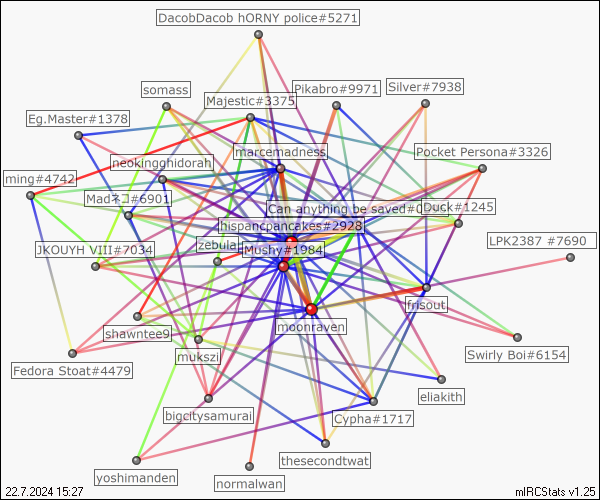 DacobDacob hORNY police#5271
somass
Pikabro#9971
Silver#7938
Majestic#3375
Eg.Master#1378
marcemadness
Pocket Persona#3326
neokingghidorah
ming#4742
Madネコ#6901
Can anything be saved#0
Duck#1245
hispancpancakes#2928
LPK2387 #7690
JKOUYH VIII#7034
zebula
Mushy#1984
frisout
moonraven
shawntee9
mukszi
Swirly Boi#6154
Fedora Stoat#4479
eliakith
bigcitysamurai
Cypha#1717
thesecondtwat
yoshimanden
normalwan
22.7.2024 15:27
mIRCStats v1.25